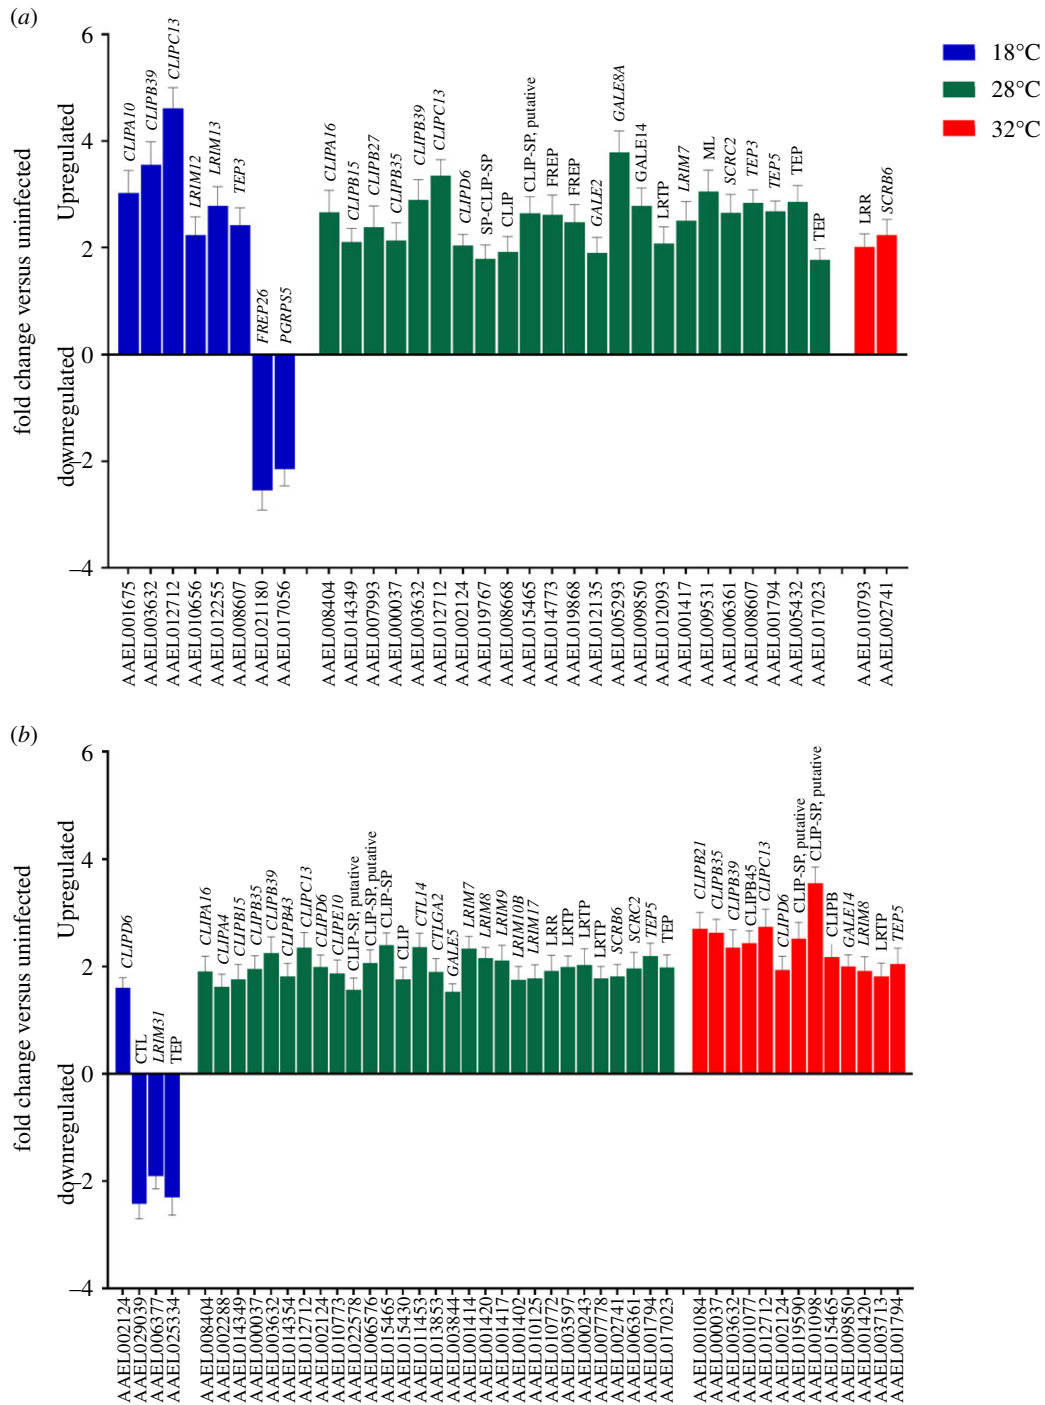 (a)
6
4
2
0
–2
–4
Upregulated
downregulated
fold change versus uninfected
18°C
28°C
32°C
CLIPA10
CLIPB39
CLIPC13
LRIM12
LRIM13
TEP3
FREP26
PGRPS5
CLIPA16
CLIPB15
CLIPB27
CLIPB35
CLIPB39
CLIPC13
CLIPD6
SP-CLIP-SP
CLIP
CLIP-SP, putative
FREP
FREP
GALE2
GALE8A
GALE14
LRTP
LRIM7
ML
SCRC2
TEP3
TEP5
TEP
TEP
LRR
SCRB6
AAEL001675
AAEL003632
AAEL012712
AAEL010656
AAEL012255
AAEL008607
AAEL021180
AAEL017056
AAEL008404
AAEL014349
AAEL007993
AAEL000037
AAEL003632
AAEL012712
AAEL002124
AAEL019767
AAEL008668
AAEL015465
AAEL014773
AAEL019868
AAEL012135
AAEL005293
AAEL009850
AAEL012093
AAEL001417
AAEL009531
AAEL006361
AAEL008607
AAEL001794
AAEL005432
AAEL017023
AAEL010793
AAEL002741
(b)
6
4
2
0
–2
–4
Upregulated
downregulated
fold change versus uninfected
CLIPD6
CTL
LRIM31
TEP
CLIPA16
CLIPA4
CLIPB15
CLIPB35
CLIPB39
CLIPB43
CLIPC13
CLIPD6
CLIPE10
CLIP-SP, putative
CLIP-SP, putative
CLIP-SP
CLIP
CTL14
CTLGA2
GALE5
LRIM7
LRIM8
LRIM9
LRIM10B
LRIM17
LRR
LRTP
LRTP
LRTP
SCRB6
SCRC2
TEP5
TEP
CLIPB21
CLIPB35
CLIPB39
CLIPB45
CLIPC13
CLIPD6
CLIP-SP, putative
CLIP-SP, putative
CLIPB
GALE14
LRIM8
LRTP
TEP5
AAEL002124
AAEL029039
AAEL006377
AAEL025334
AAEL008404
AAEL002288
AAEL014349
AAEL000037
AAEL003632
AAEL014354
AAEL012712
AAEL002124
AAEL010773
AAEL022578
AAEL006576
AAEL015465
AAEL015430
AAEL011453
AAEL013853
AAEL003844
AAEL001414
AAEL001420
AAEL001417
AAEL001402
AAEL010125
AAEL010772
AAEL003597
AAEL000243
AAEL007778
AAEL002741
AAEL006361
AAEL001794
AAEL017023
AAEL001084
AAEL000037
AAEL003632
AAEL001077
AAEL012712
AAEL002124
AAEL019590
AAEL001098
AAEL015465
AAEL009850
AAEL001420
AAEL037113
AAEL001794